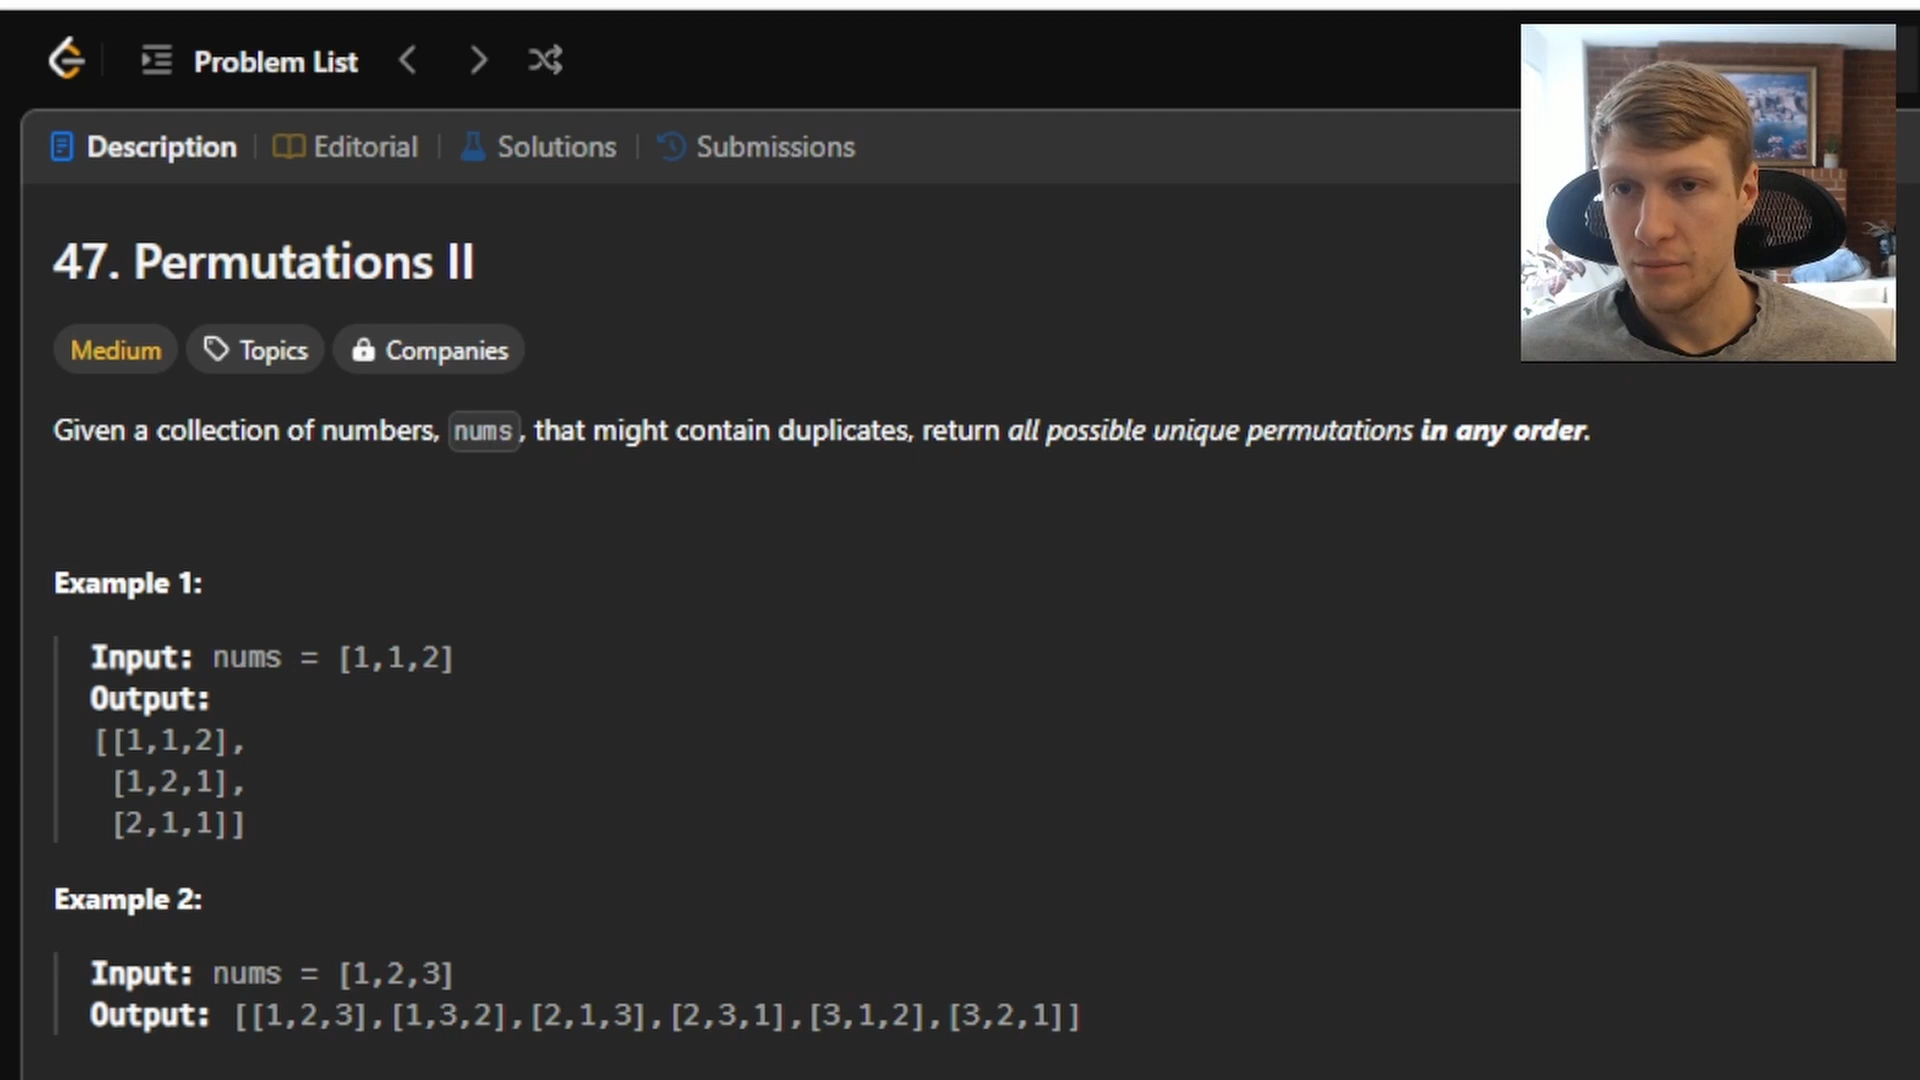 Problem List
Description Editorial Solutions Submissions
47. Permutations II
Medium Topics Companies
Given a collection of numbers, nums, that might contain duplicates, return all possible unique permutations in any order.
Example 1:
Input: nums = [1,1,2]
Output:
[[1,1,2],
[1,2,1],
[2,1,1]]
Example 2:
Input: nums = [1,2,3]
Output: [[1,2,3],[1,3,2],[2,1,3],[2,3,1],[3,1,2],[3,2,1]]